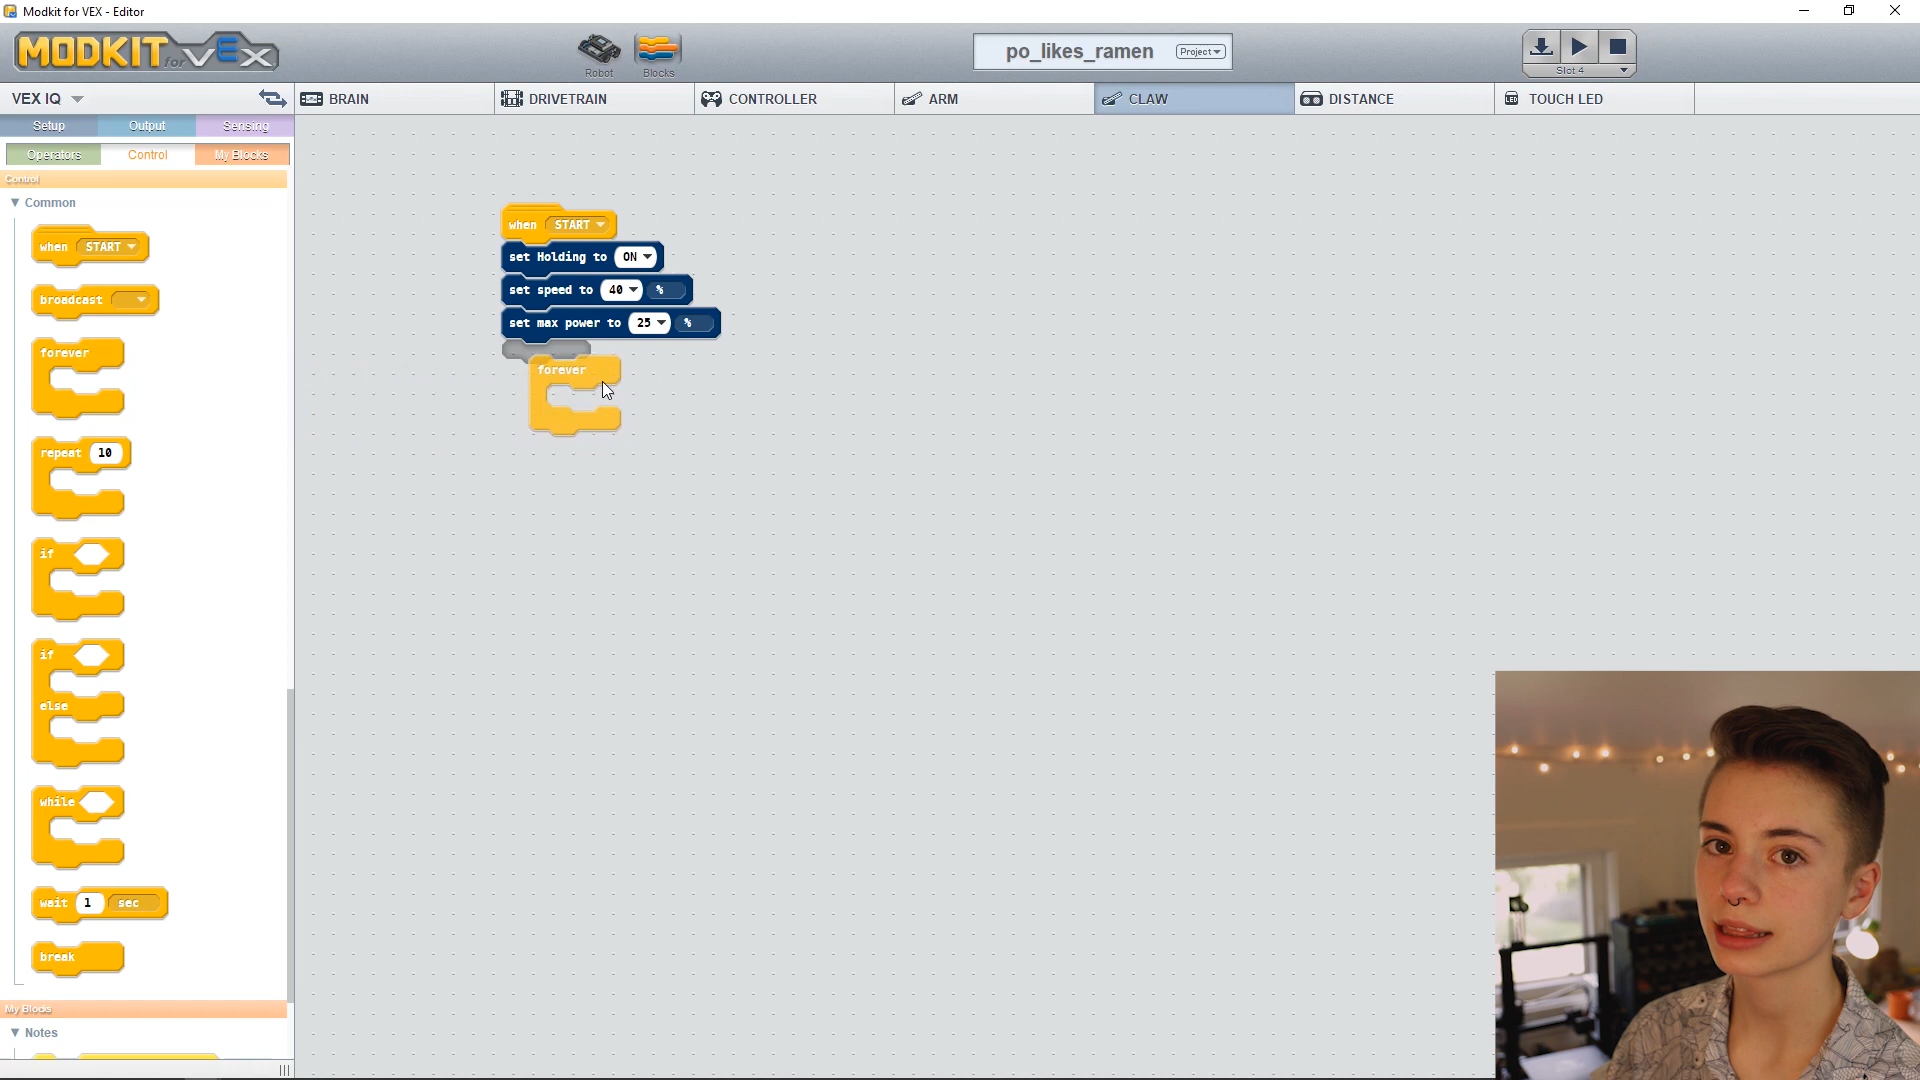 Modkit for VEX - Editor
MODKIT for VEX
Robot
Blocks
po_likes_ramen
Project
Slot 4
VEX IQ
BRAIN
DRIVETRAIN
CONTROLLER
ARM
CLAW
DISTANCE
LED
TOUCH LED
Setup
Output
Sensing
Operators
Control
My Blocks
Control
Common
when START
broadcast
forever
repeat 10
if
if
else
while
wait 1 sec
break
My Blocks
Notes
when START
set Holding to ON
set speed to 40 %
set max power to 25 %
forever